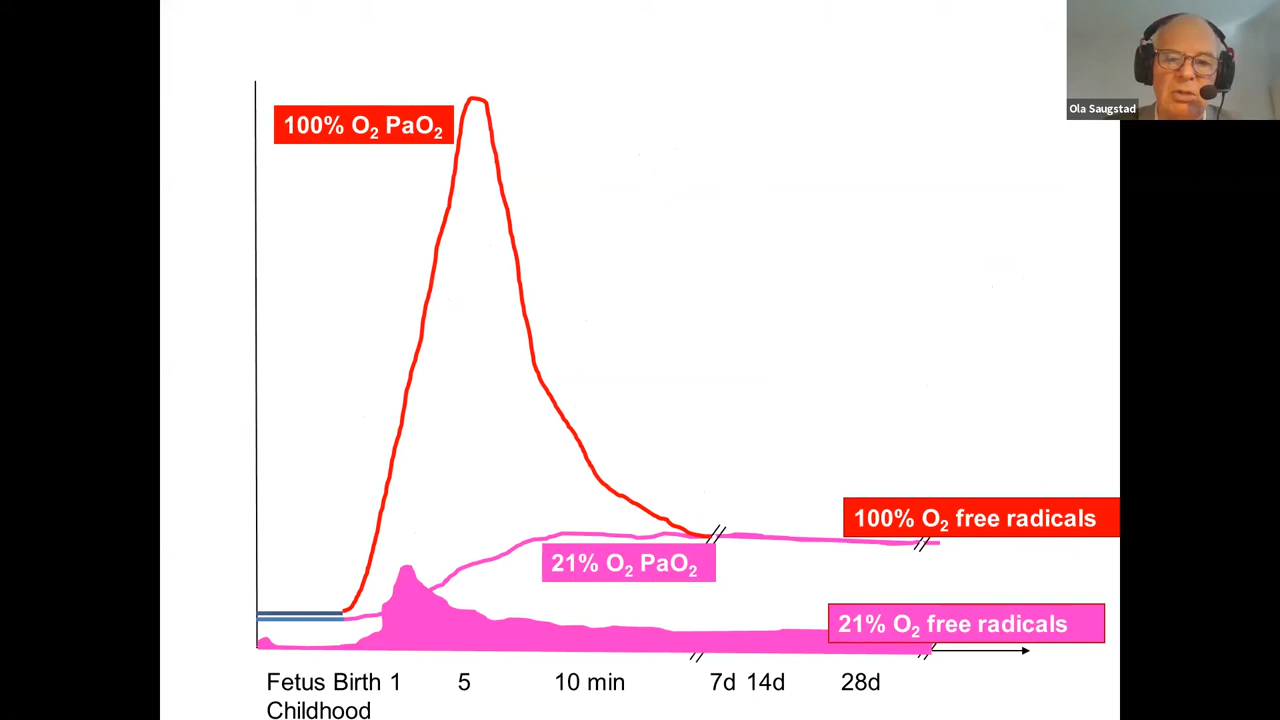 Ola Saugstad
100% O₂ PaO₂
100% O₂ free radicals
21% O₂ PaO₂
21% O₂ free radicals
Fetus Birth 1 5 10 min 7d 14d 28d
Childhood